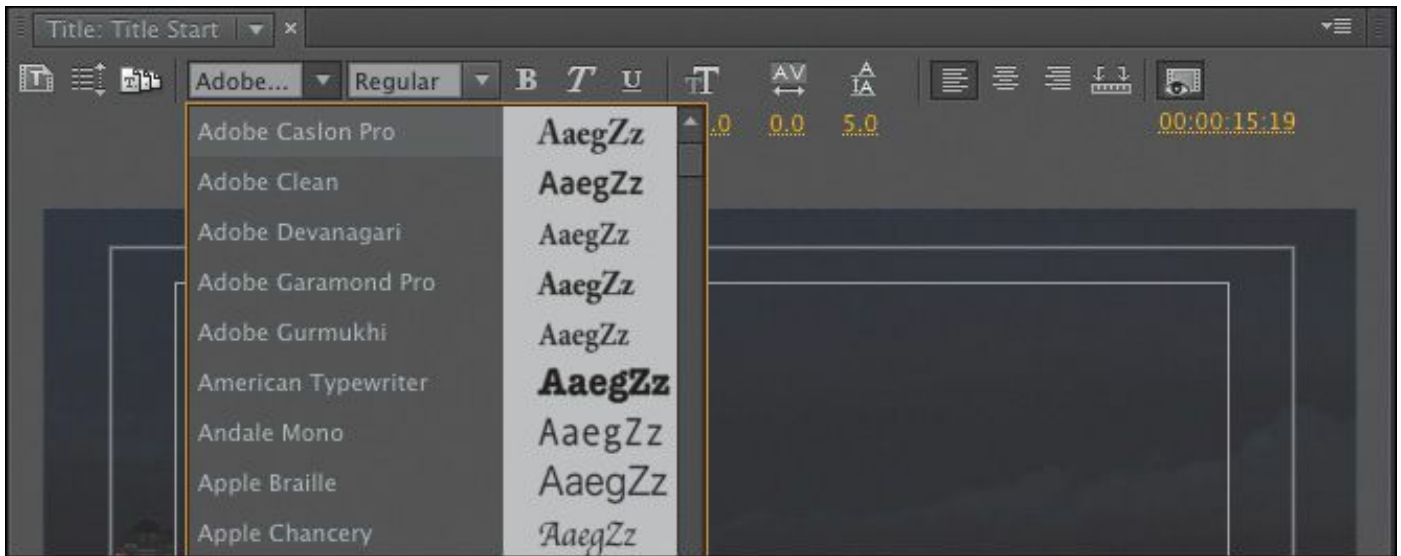 Title: Title Start
Adobe... Regular B T U T T AV A IA
.0 0.0 5.0 00:00:15:19
Adobe Caslon Pro AaegZz
Adobe Clean AaegZz
Adobe Devanagari AaegZz
Adobe Garamond Pro AaegZz
Adobe Gurmukhi AaegZz
American Typewriter AaegZz
Andale Mono AaegZz
Apple Braille AaegZz
Apple Chancery AaegZz